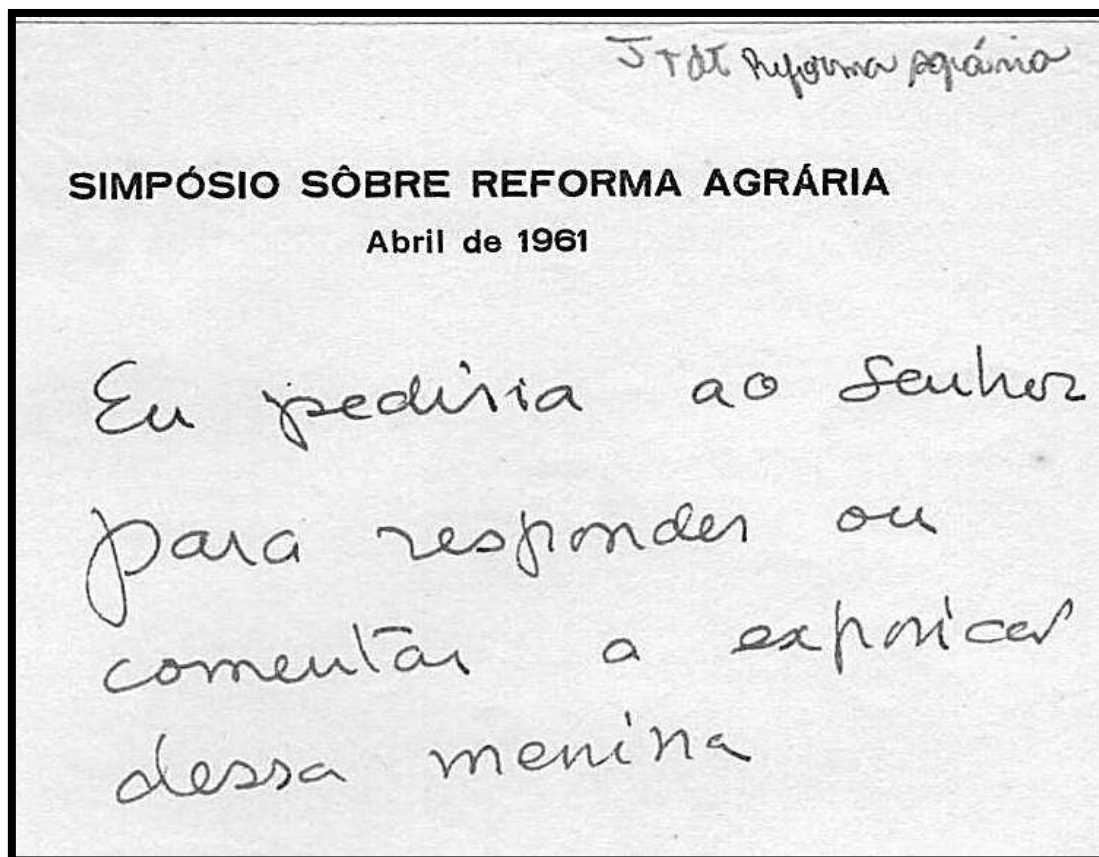 Reforma Agrária
SIMPÓSIO SÔBRE REFORMA AGRÁRIA
Abril de 1961
Eu pediria ao Senhor
para responder ou
comentar a
dessa menina